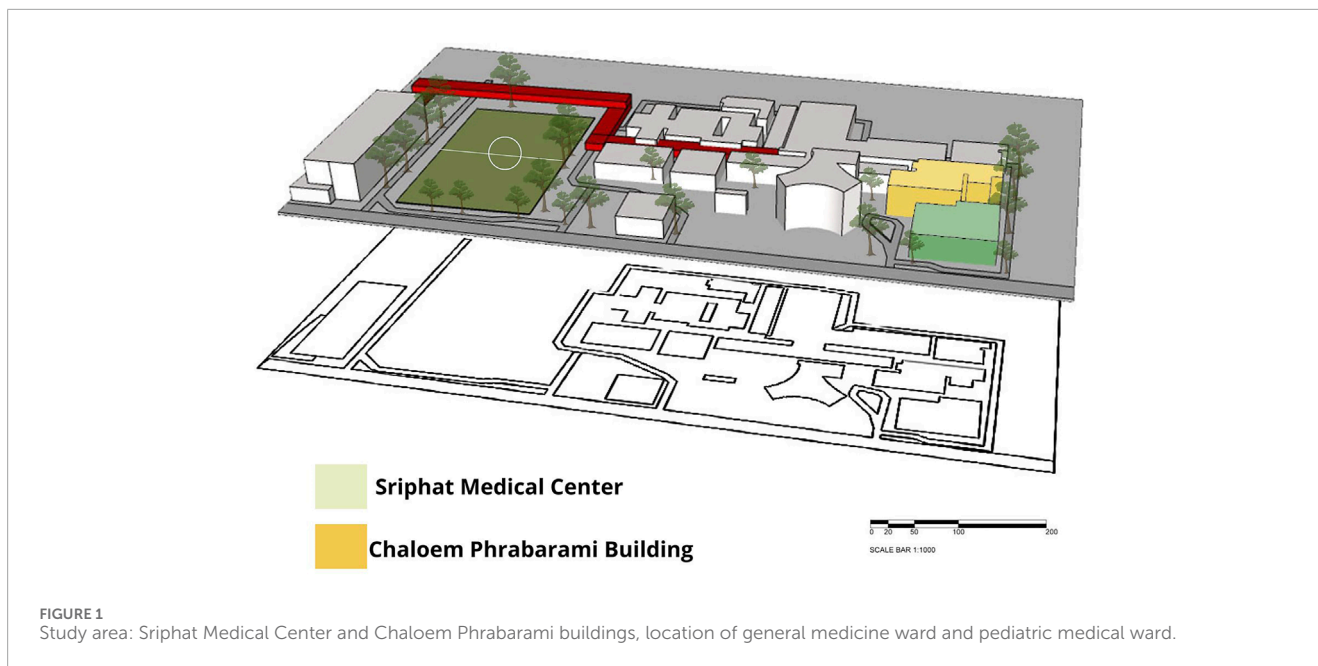 Sriphat Medical Center
Chaloem Phrabarami Building
0 20 50 100 200
SCALE BAR 1:1000
FIGURE 1
Study area: Sriphat Medical Center and Chaloem Phrabarami buildings, location of general medicine ward and pediatric medical ward.